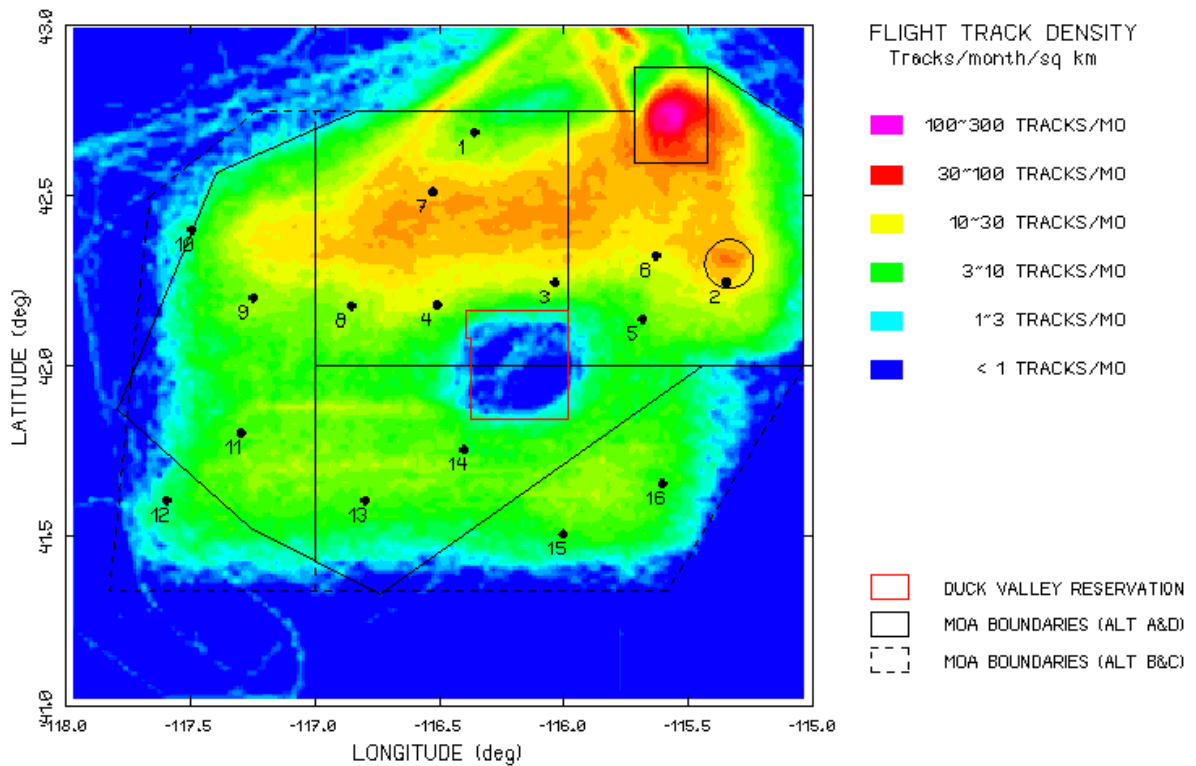 FLIGHT TRACK DENSITY
Tracks/month/sq km
100~300 TRACKS/MO
30~100 TRACKS/MO
10~30 TRACKS/MO
3~10 TRACKS/MO
1~3 TRACKS/MO
< 1 TRACKS/MO
DUCK VALLEY RESERVATION
MOA BOUNDARIES (ALT A&D)
MOA BOUNDARIES (ALT B&C)
LATITUDE (deg)
43.0
42.5
42.0
41.5
41.0
1
7
10
6
2
3
9
8
4
5
11
14
16
12
13
15
-118.0 -117.5 -117.0 -116.5 -116.0 -115.5 -115.0
LONGITUDE (deg)